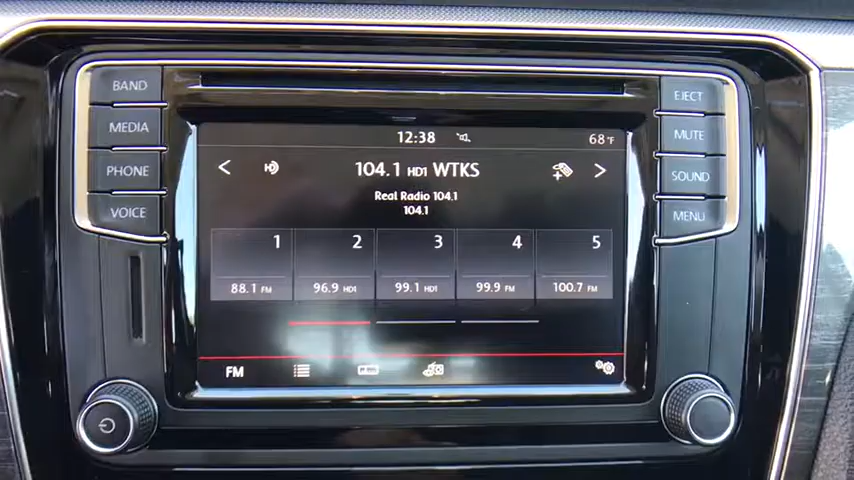 BAND
MEDIA
PHONE
VOICE
EJECT
MUTE
SOUND
MENU
12:38
68°F
< HD 104.1 HD1 WTKS >
Real Radio 104.1
104.1
1 2 3 4 5
88.1 FM 96.9 HD1 99.1 HD1 99.9 FM 100.7 FM
FM